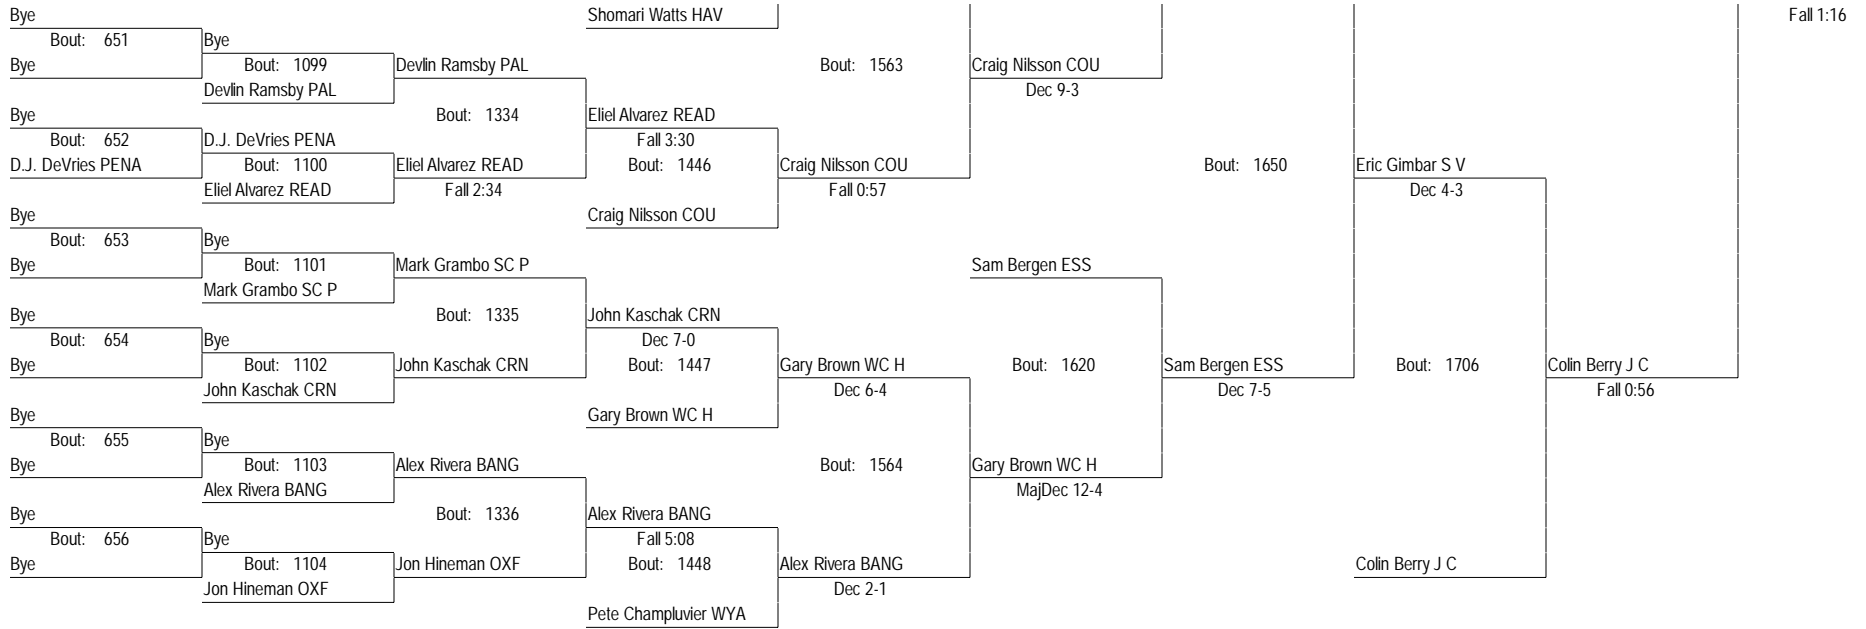 Bye Shomari Watts HAV Fall 1:16
Bout: 651 Bye
Bye Bout: 1099 Devlin Ramsby PAL Bout: 1563 Craig Nilsson COU
Devlin Ramsby PAL Dec 9-3
Bye Bout: 1334 Eliel Alvarez READ
Bout: 652 D.J. DeVries PENA Fall 3:30
D.J. DeVries PENA Bout: 1100 Eliel Alvarez READ Bout: 1446 Craig Nilsson COU Bout: 1650 Eric Gimbar S V
Eliel Alvarez READ Fall 2:34 Fall 0:57 Dec 4-3
Bye Craig Nilsson COU
Bout: 653 Bye
Bye Bout: 1101 Mark Grambo SC P Sam Bergen ESS
Mark Grambo SC P
Bye Bout: 1335 John Kaschak CRN
Bout: 654 Bye Dec 7-0
Bye Bout: 1102 John Kaschak CRN Bout: 1447 Gary Brown WC H Bout: 1620 Sam Bergen ESS Bout: 1706 Colin Berry J C
John Kaschak CRN Dec 6-4 Dec 7-5 Fall 0:56
Bye Gary Brown WC H
Bout: 655 Bye
Bye Bout: 1103 Alex Rivera BANG Bout: 1564 Gary Brown WC H
Alex Rivera BANG MajDec 12-4
Bye Bout: 1336 Alex Rivera BANG
Bout: 656 Bye Fall 5:08
Bye Bout: 1104 Jon Hineman OXF Bout: 1448 Alex Rivera BANG Colin Berry J C
Jon Hineman OXF Dec 2-1
Pete Champluvier WYA